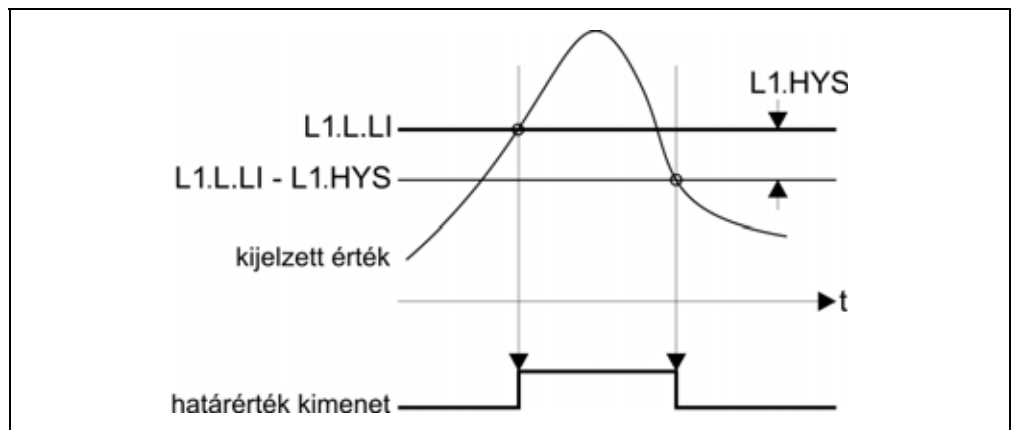 L1.HYS
L1.L.LI
L1.L.LI - L1.HYS
kijelzett érték
t
határérték kimenet